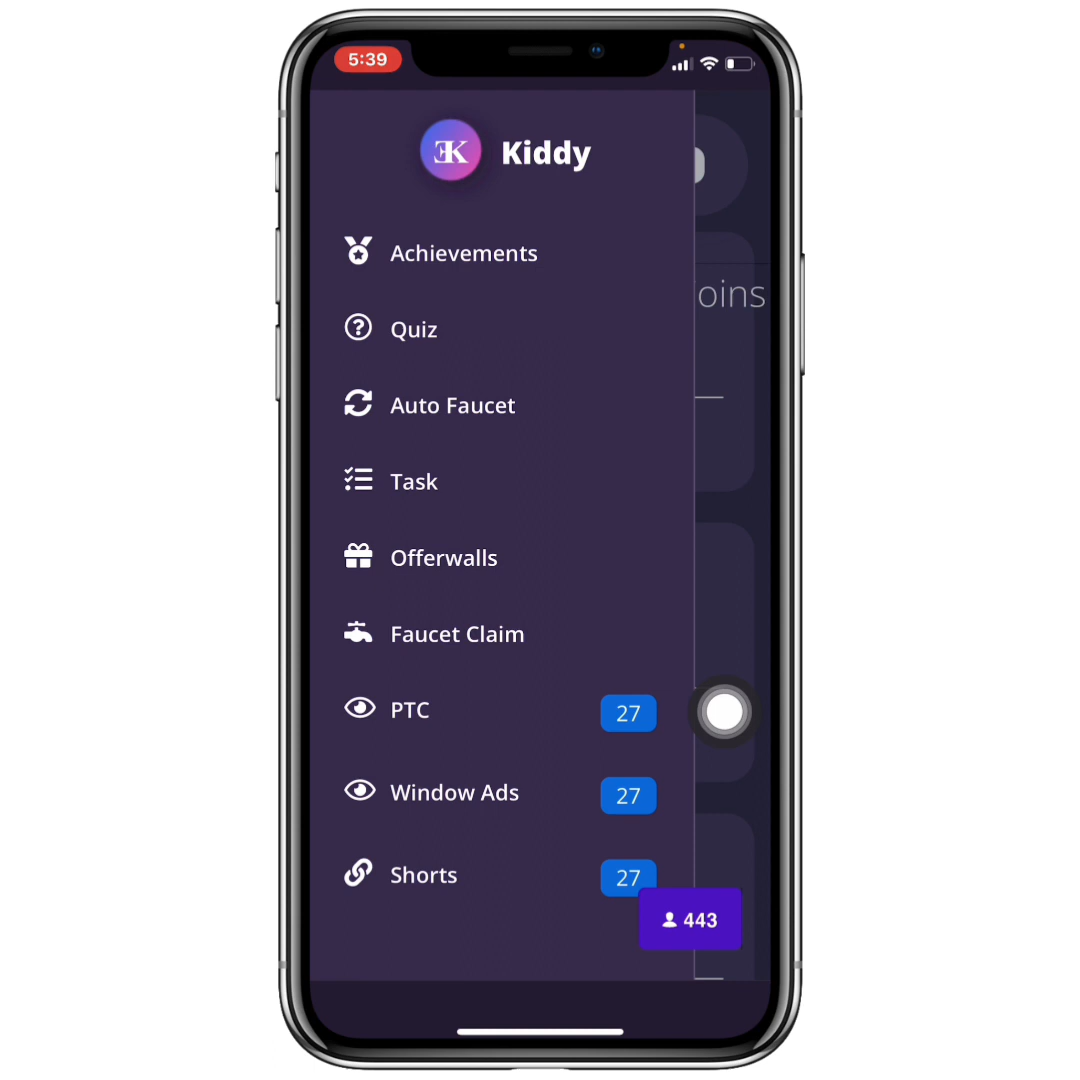 5:39
ƎK Kiddy
Achievements
oins
Quiz
Auto Faucet
Task
Offerwalls
Faucet Claim
PTC 27
Window Ads 27
Shorts 27
443